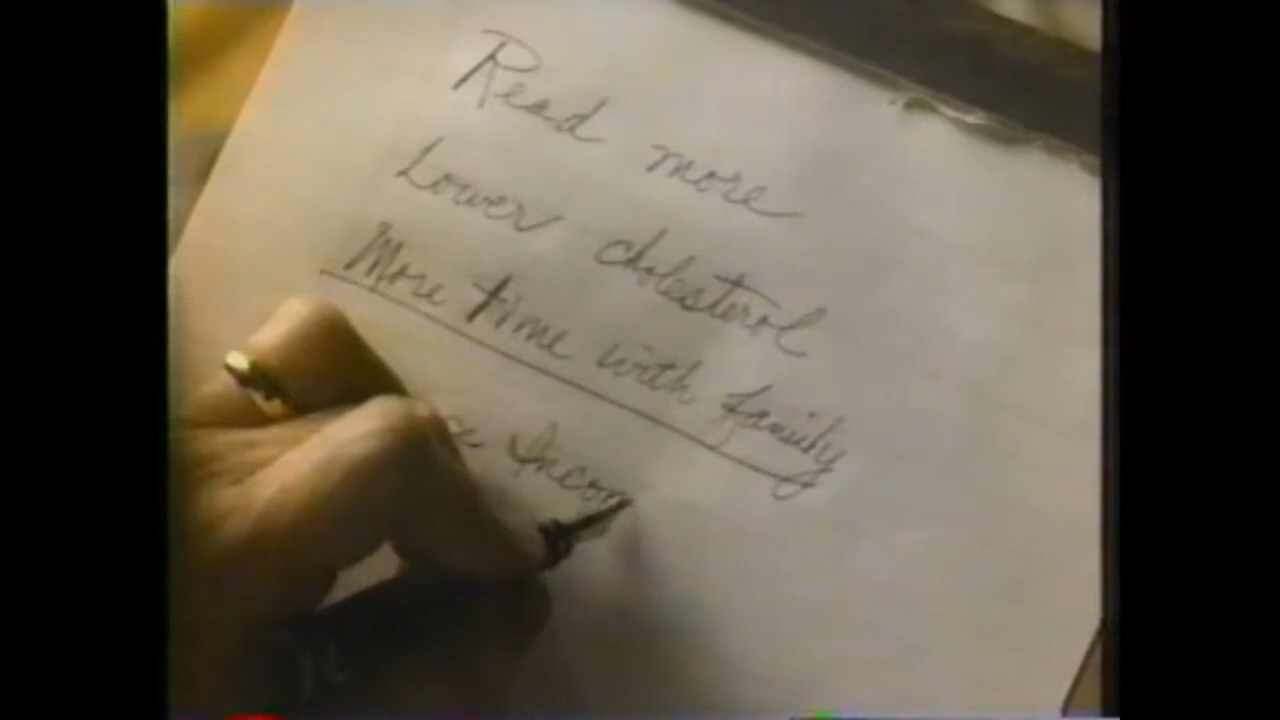 Read more
Lower cholesterol
More time with family
Incom